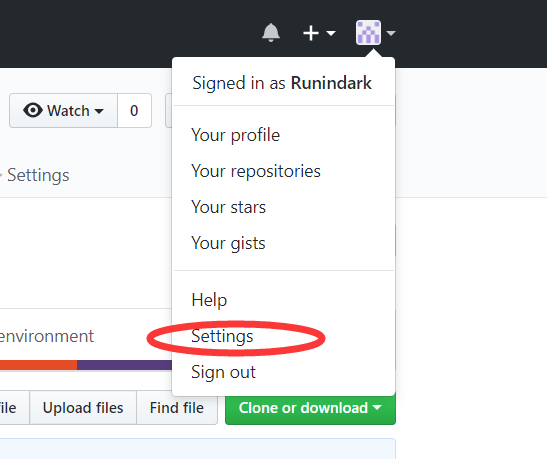 Signed in as Runindark
Watch
0
Your profile
Your repositories
Settings
Your stars
Your gists
Help
environment
Settings
Sign out
Upload files
Find file
Clone or download